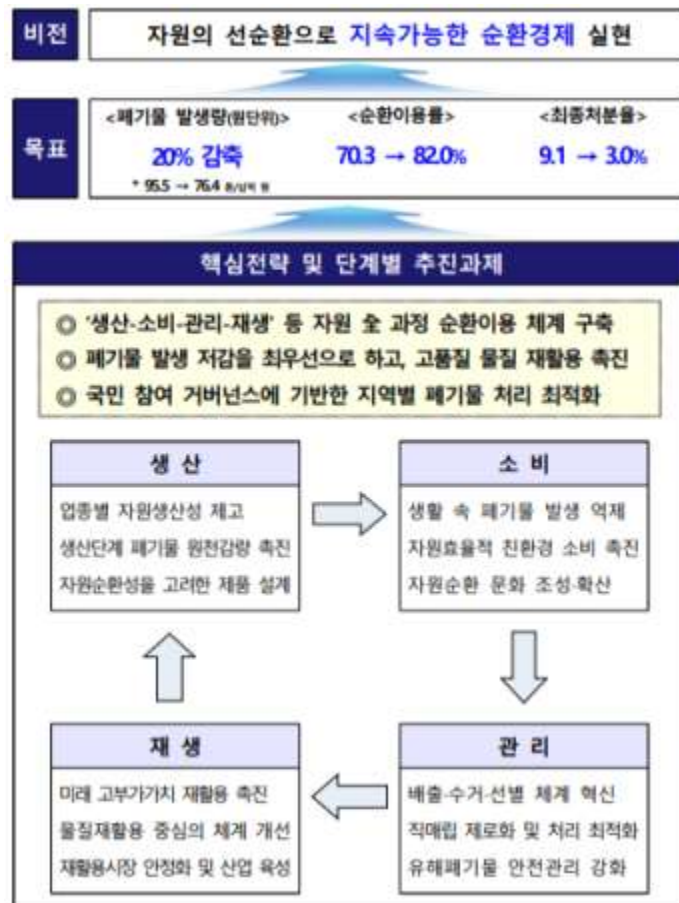 비전
자원의 선순환으로 지속가능한 순환경제 실현
목표
<폐기물 발생량(원단위)> <순환이용률> <최종처분율>
20% 감축 70.3 → 82.0% 9.1 → 3.0%
* 95.5 → 76.4 톤/십억 원
핵심전략 및 단계별 추진과제
◎ '생산-소비-관리-재생' 등 자원 全 과정 순환이용 체계 구축
◎ 폐기물 발생 저감을 최우선으로 하고, 고품질 물질 재활용 촉진
◎ 국민 참여 거버넌스에 기반한 지역별 폐기물 처리 최적화
생 산
업종별 자원생산성 제고
생산단계 폐기물 원천감량 촉진
자원순환성을 고려한 제품 설계
소 비
생활 속 폐기물 발생 억제
자원효율적 친환경 소비 촉진
자원순환 문화 조성·확산
재 생
미래 고부가가치 재활용 촉진
물질재활용 중심의 체계 개선
재활용시장 안정화 및 산업 육성
관 리
배출-수거-선별 체계 혁신
직매립 제로화 및 처리 최적화
유해폐기물 안전관리 강화